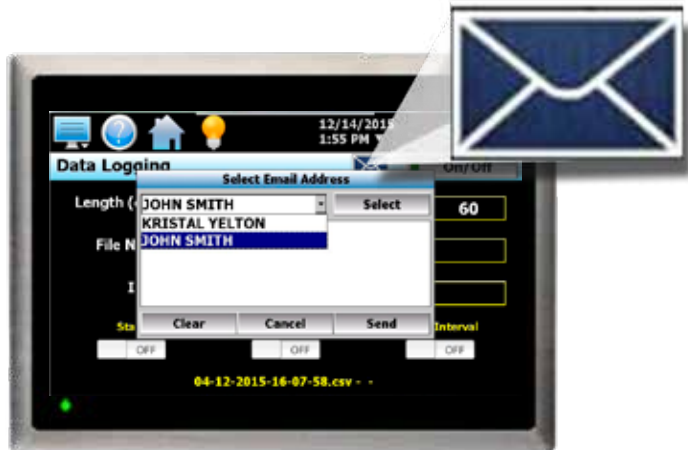 12/14/2015
1:55 PM
Data Logging
On/Off
Select Email Address
Length (
JOHN SMITH
Select
60
KRISTAL YELTON
JOHN SMITH
File N
I
Sta
Clear
Cancel
Send
Interval
OFF
OFF
OFF
04-12-2015-16-07-58.csv - -